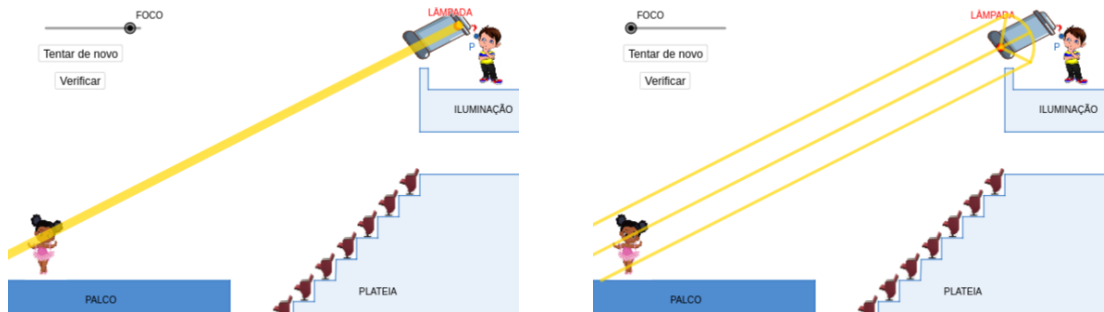 FOCO
LÂMPADA
?
P
Tentar de novo
Verificar
ILUMINAÇÃO
PLATEIA
PALCO
FOCO
LÂMPADA
?
P
Tentar de novo
Verificar
ILUMINAÇÃO
PLATEIA
PALCO